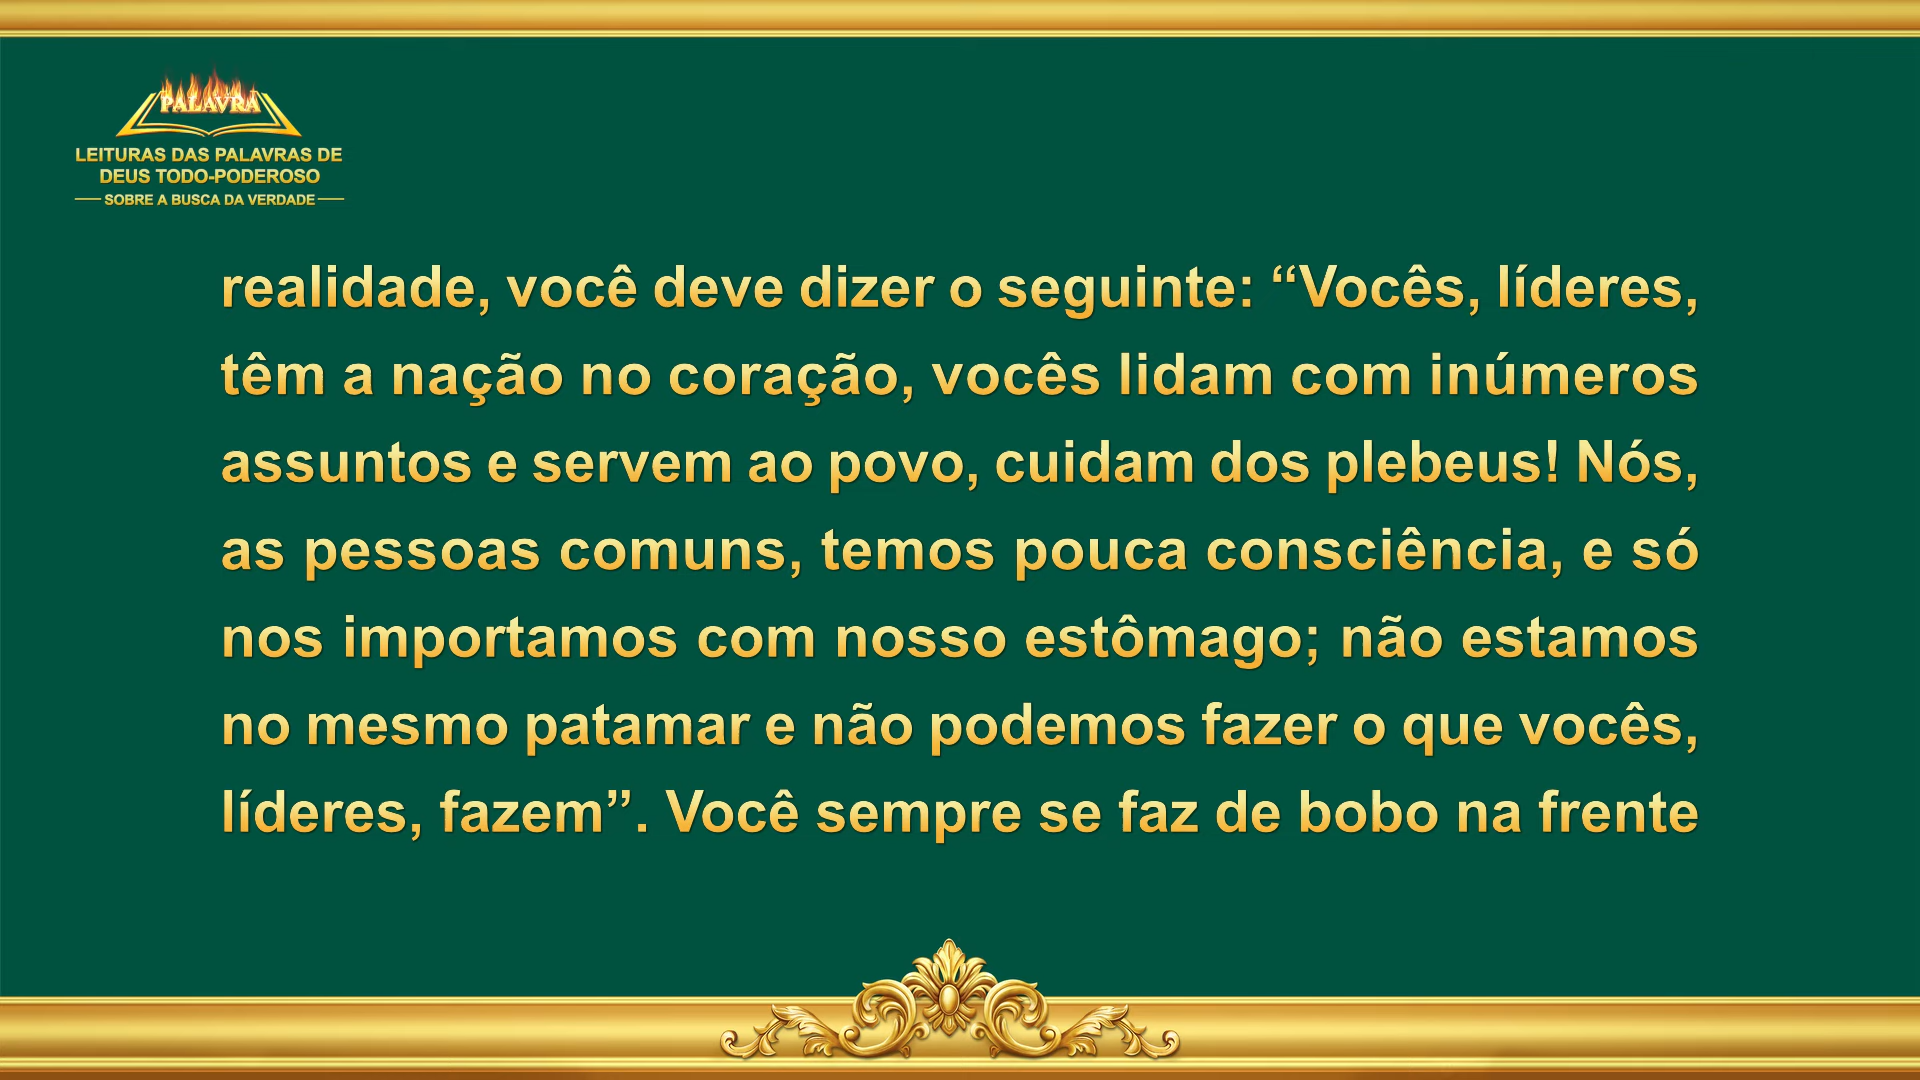 PALAVRA
LEITURAS DAS PALAVRAS DE
DEUS TODO-PODEROSO
SOBRE A BUSCA DA VERDADE
realidade, você deve dizer o seguinte: “Vocês, líderes,
têm a nação no coração, vocês lidam com inúmeros
assuntos e servem ao povo, cuidam dos plebeus! Nós,
as pessoas comuns, temos pouca consciência, e só
nos importamos com nosso estômago; não estamos
no mesmo patamar e não podemos fazer o que vocês,
líderes, fazem”. Você sempre se faz de bobo na frente